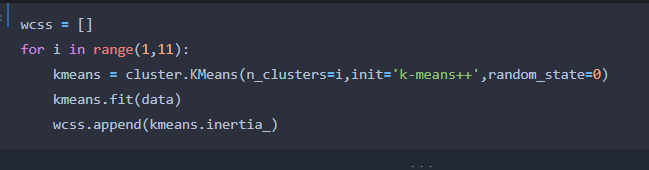 wcss = []
for i in range(1,11):
    kmeans = cluster.KMeans(n_clusters=i,init='k-means++',random_state=0)
    kmeans.fit(data)
    wcss.append(kmeans.inertia_)
...